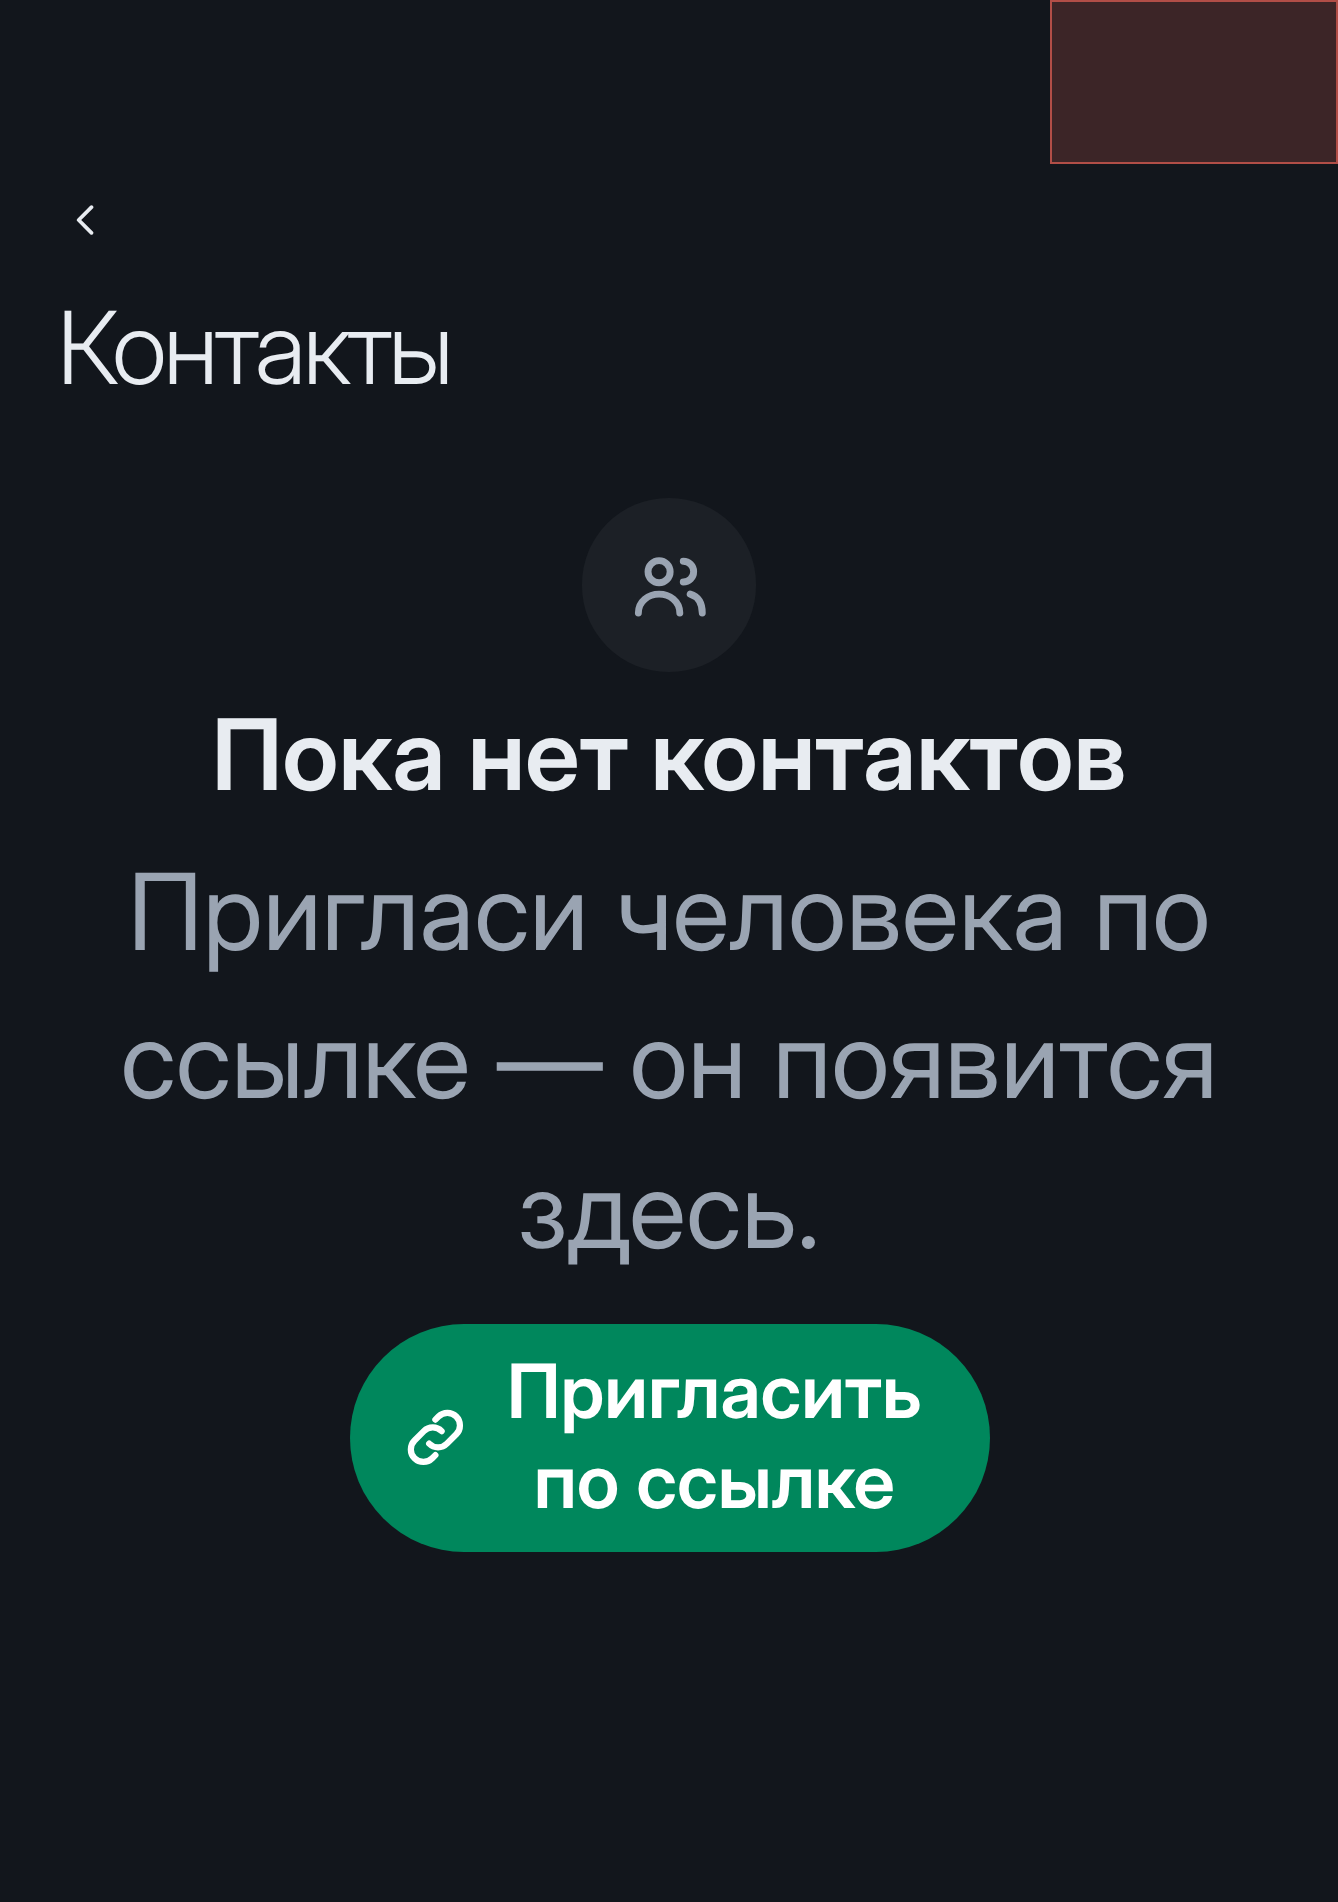 Контакты
Пока нет контактов
Пригласи человека по
ссылке — он появится
здесь.
Пригласить
по ссылке